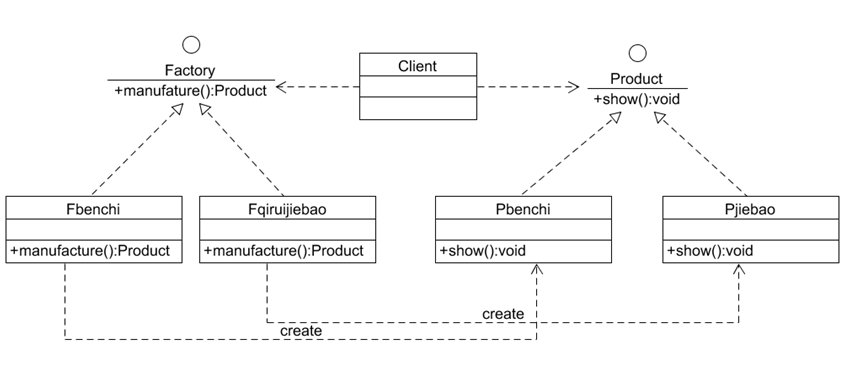 Factory
+manufature():Product
Client
Product
+show():void
Fbenchi
+manufacture():Product
Fqiruijiebao
+manufacture():Product
Pbenchi
+show():void
Pjiebao
+show():void
create
create